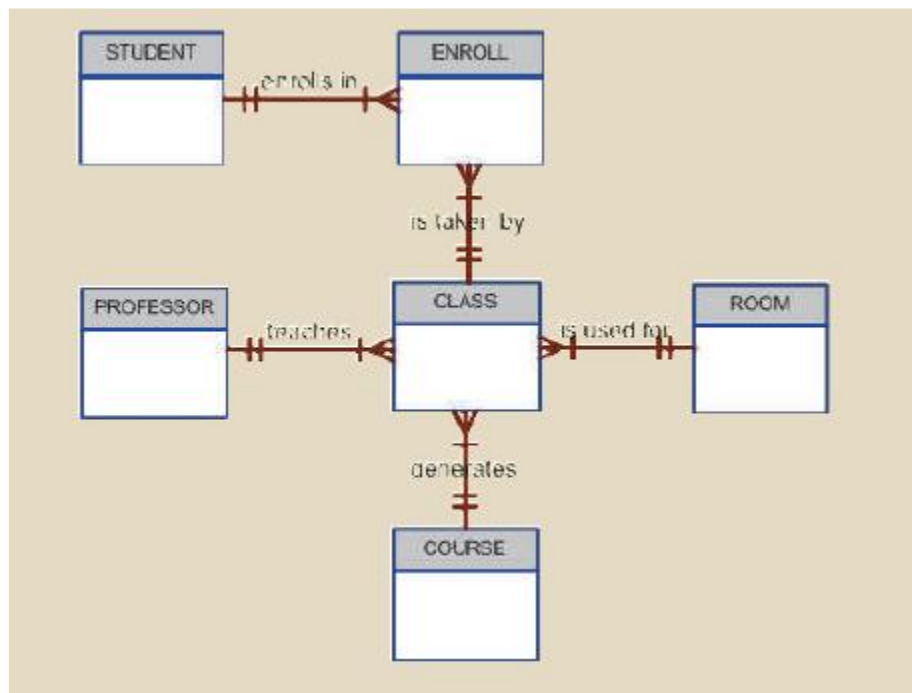 STUDENT
ENROLL
enrolls in
is taken by
PROFESSOR
CLASS
ROOM
teaches
is used for
generates
COURSE